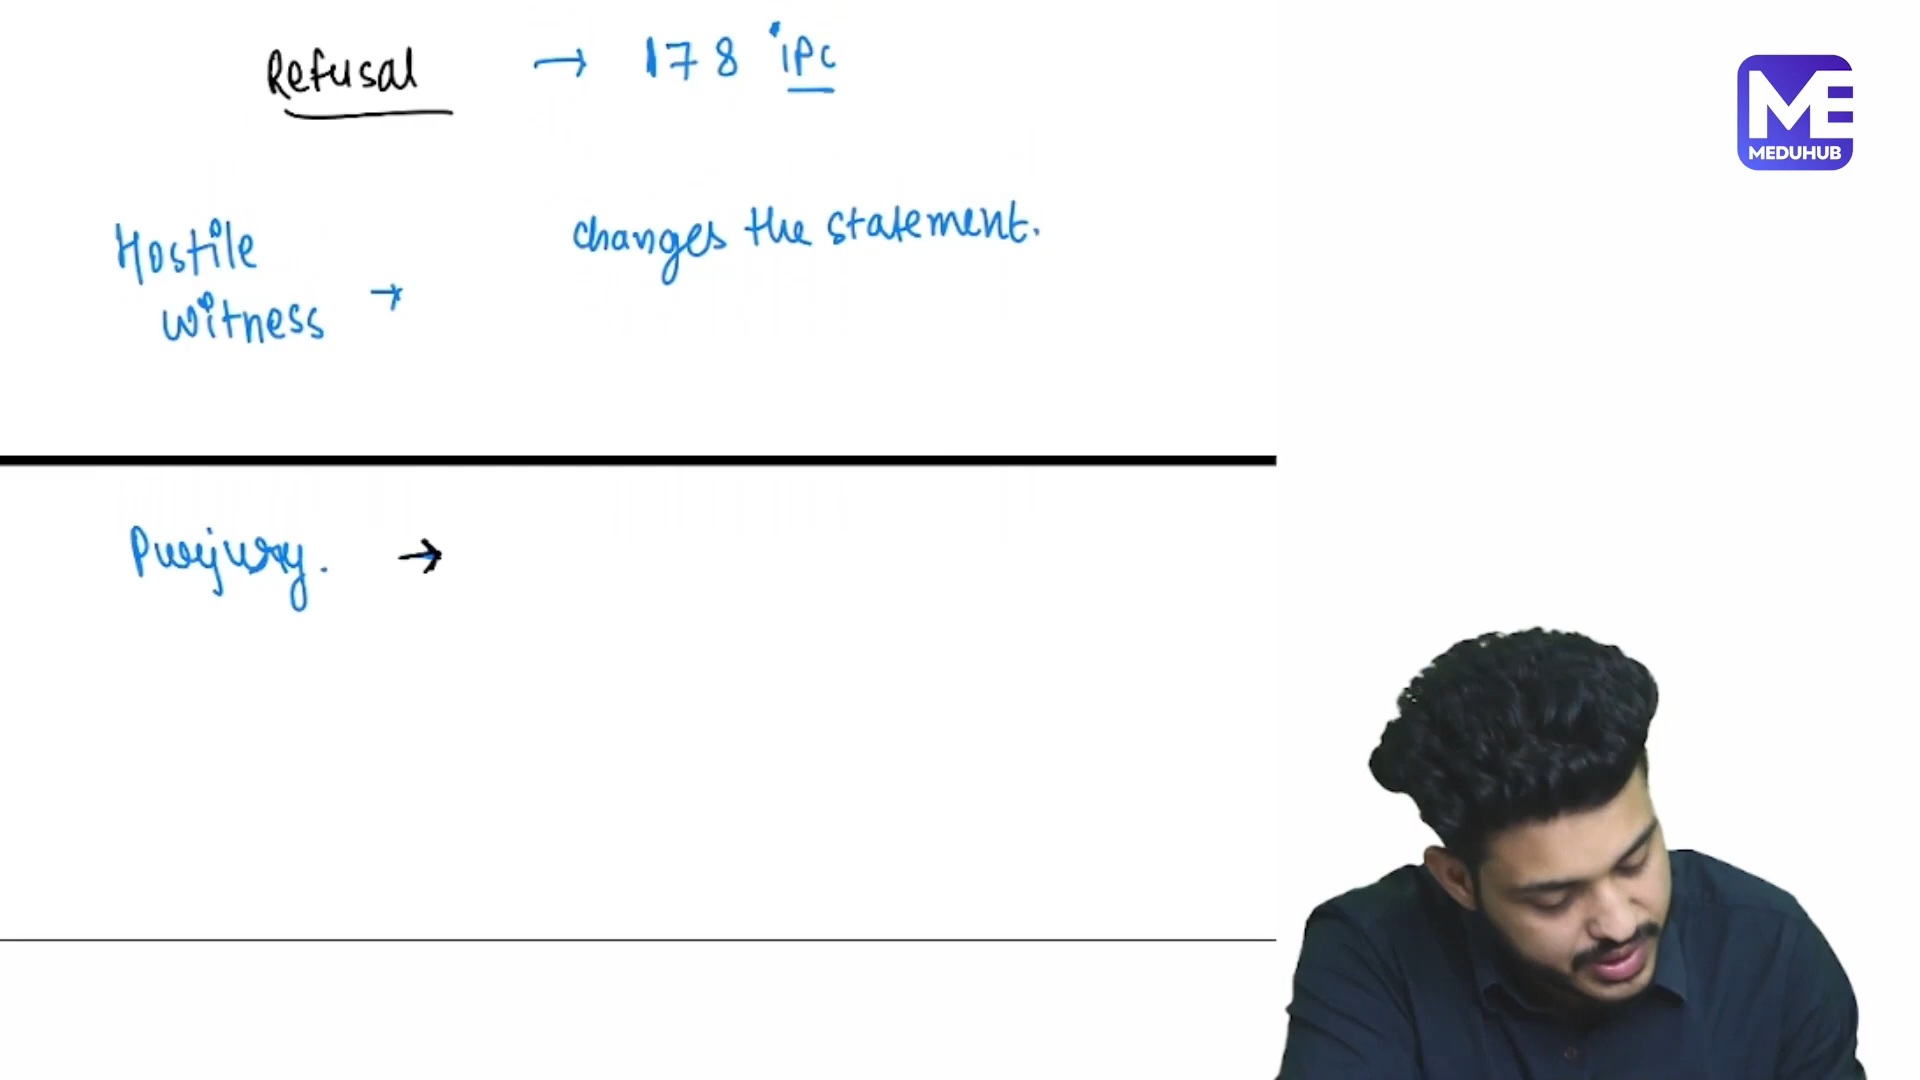 Refusal → 178 IPC
Hostile witness → changes the statement.
Purjury. →
ME
MEDUHUB